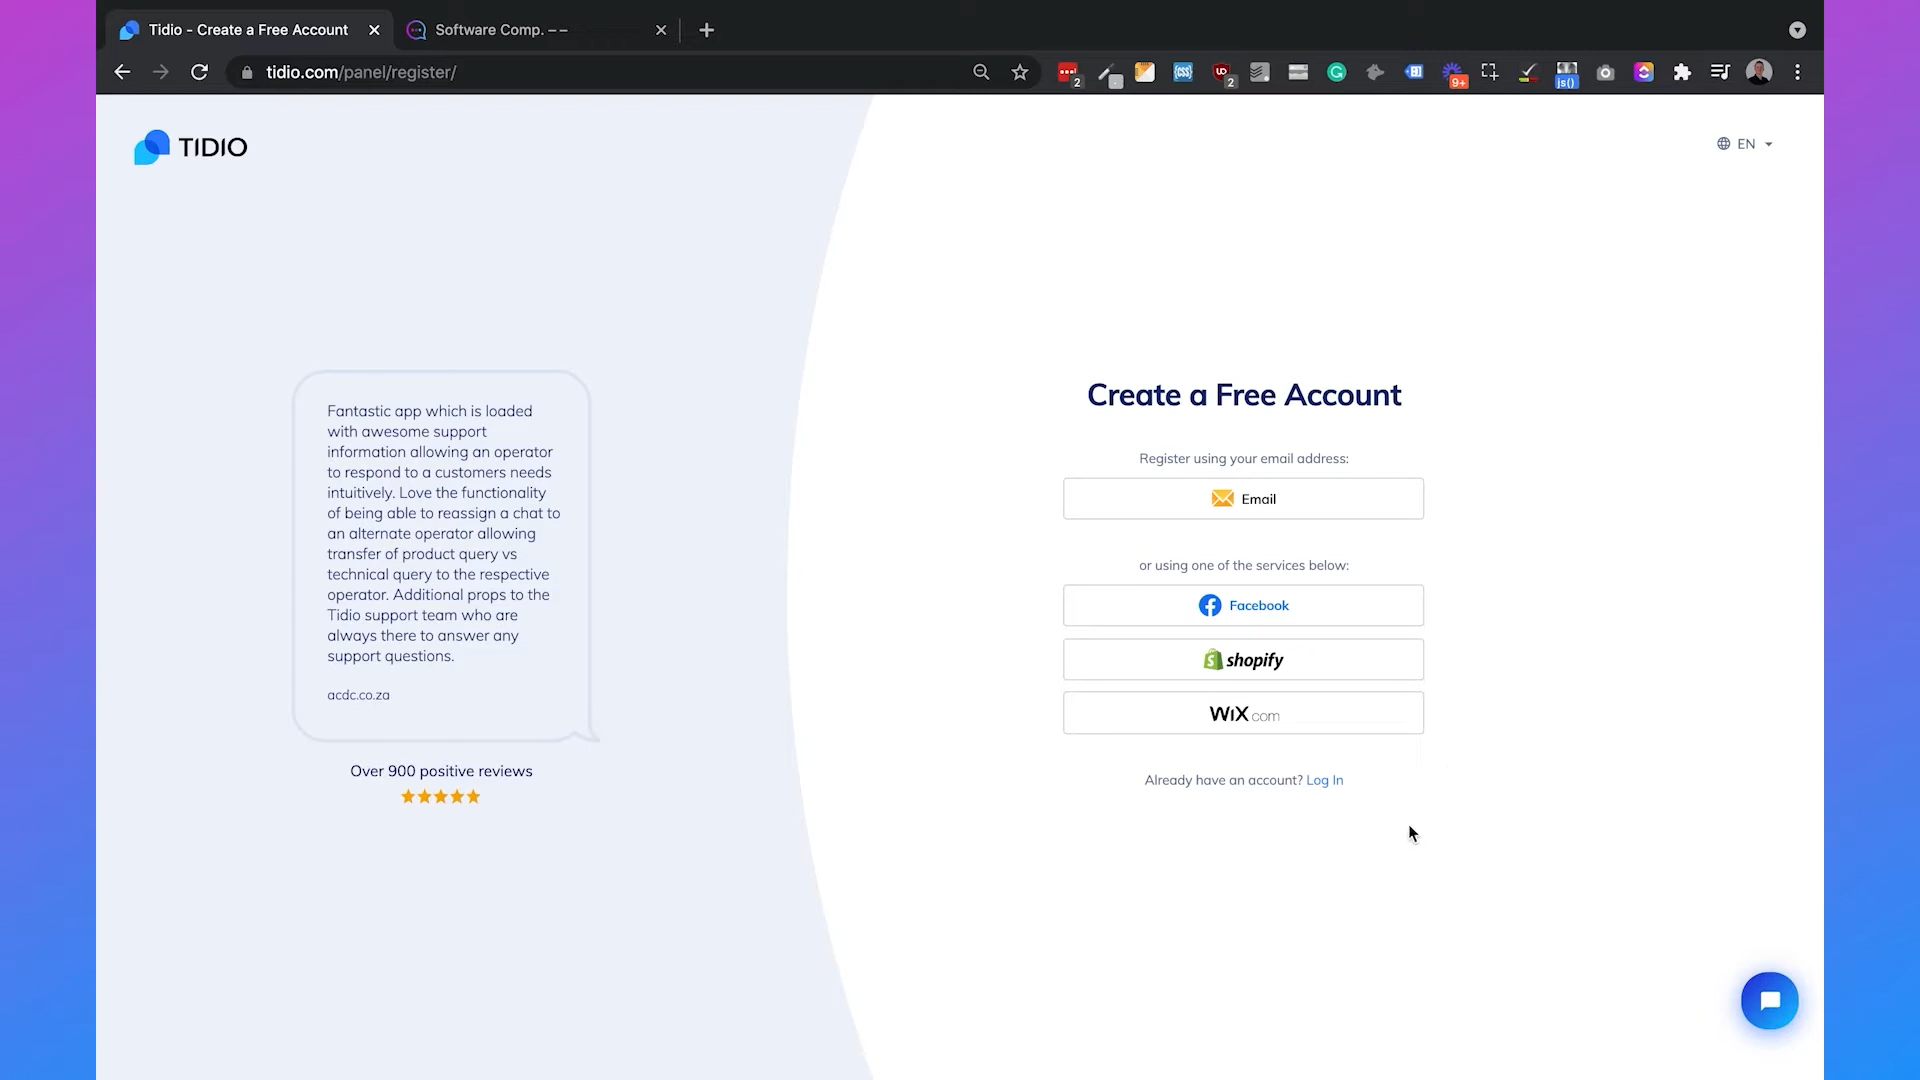 Tidio - Create a Free Account
Software Comp. – –
tidio.com/panel/register/
2
{css}
2
9+
js()
TIDIO
EN
Fantastic app which is loaded
with awesome support
information allowing an operator
to respond to a customers needs
intuitively. Love the functionality
of being able to reassign a chat to
an alternate operator allowing
transfer of product query vs
technical query to the respective
operator. Additional props to the
Tidio support team who are
always there to answer any
support questions.
acdc.co.za
Over 900 positive reviews
Create a Free Account
Register using your email address:
Email
or using one of the services below:
Facebook
shopify
WiX.com
Already have an account? Log In